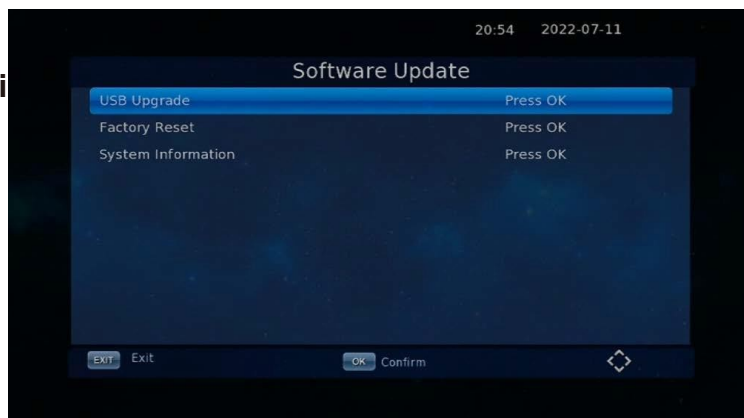 20:54 2022-07-11
Software Update
USB Upgrade Press OK
Factory Reset Press OK
System Information Press OK
EXIT Exit OK Confirm